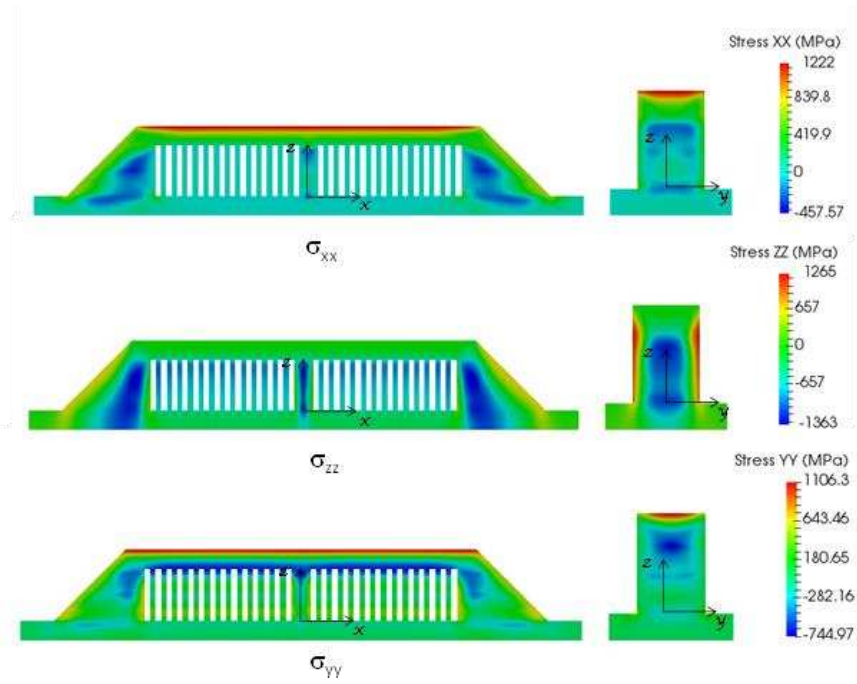 Stress XX (MPa)
1222
839.8
419.9
0
-457.57
z
x
z
y
σxx
Stress ZZ (MPa)
1265
657
0
-657
-1363
z
x
z
y
σzz
Stress YY (MPa)
1106.3
643.46
180.65
-282.16
-744.97
z
x
z
y
σyy